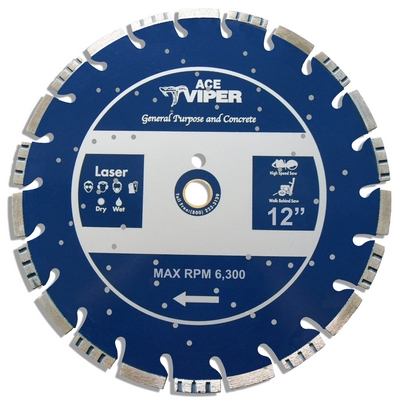 ACE
VIPER
General Purpose and Concrete
Laser
Dry Wet
High Speed Saw
Walk Behind Saw
12"
MAX RPM 6,300